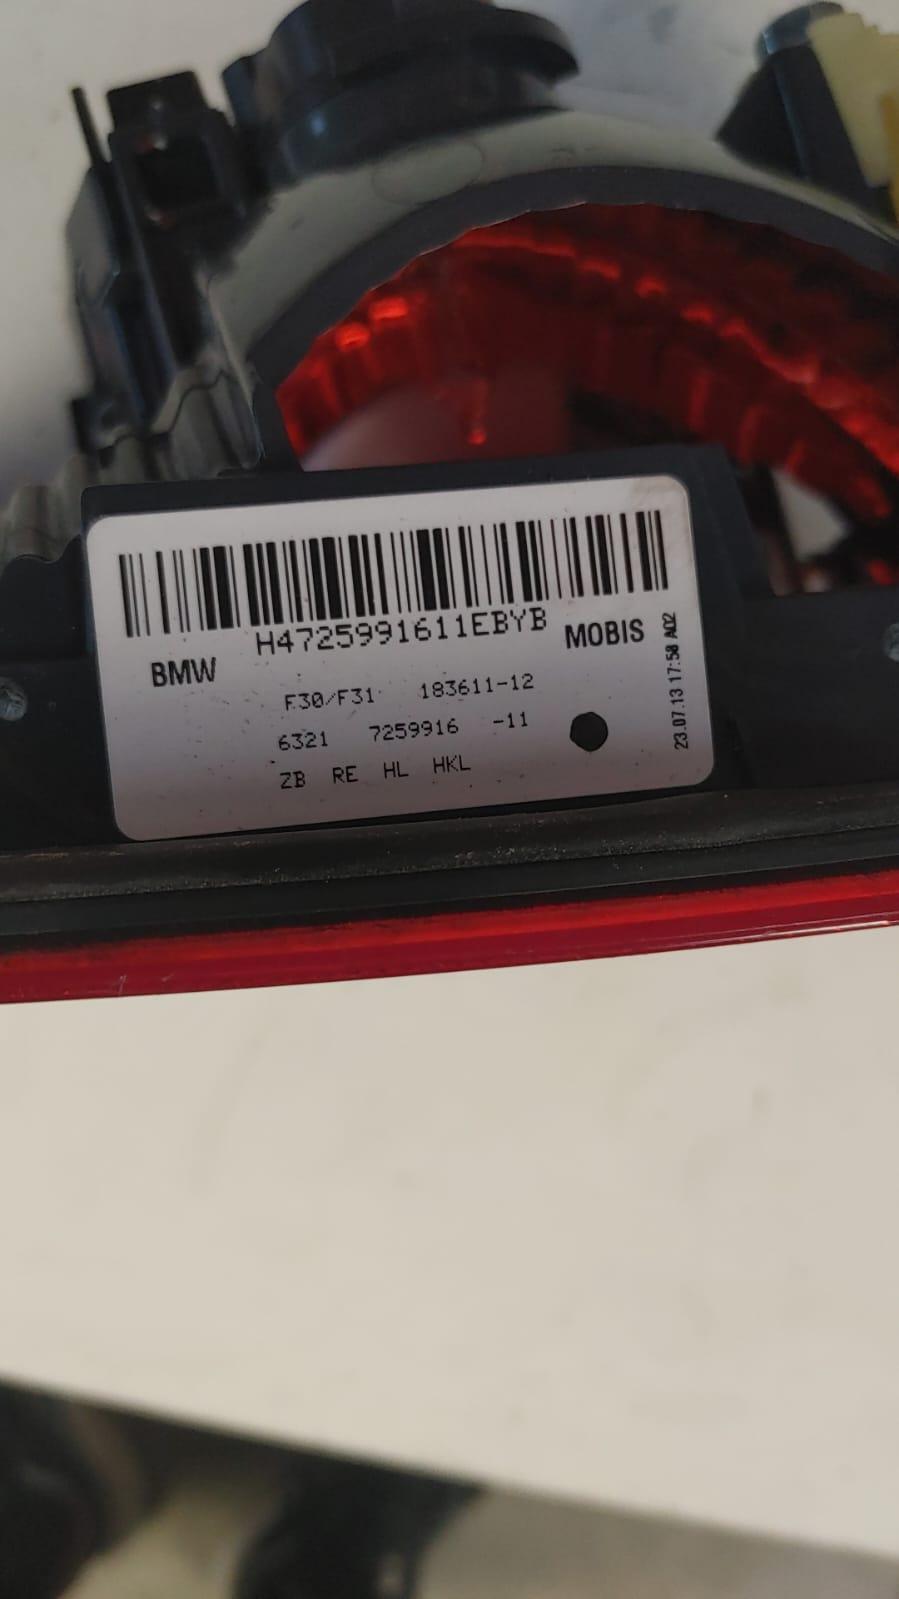 H4725991611EBYB
BMW
MOBIS
F30/F31 183611-12
6321 7259916 -11
ZB RE HL HKL
23.07.13 17:58 A02